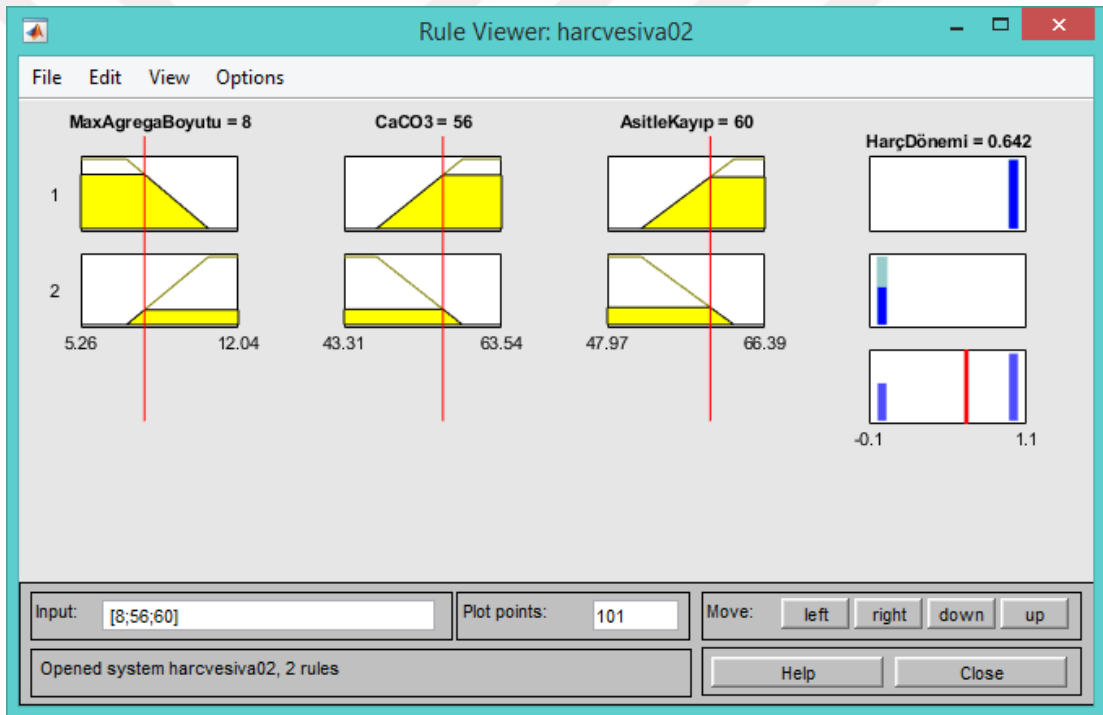 Rule Viewer: harcvesiva02
File Edit View Options
MaxAgregaBoyutu = 8 CaCO3 = 56 AsitleKayıp = 60
HarçDönemi = 0.642
1
2
5.26 12.04 43.31 63.54 47.97 66.39
-0.1 1.1
Input: [8;56;60] Plot points: 101 Move: left right down up
Opened system harcvesiva02, 2 rules Help Close